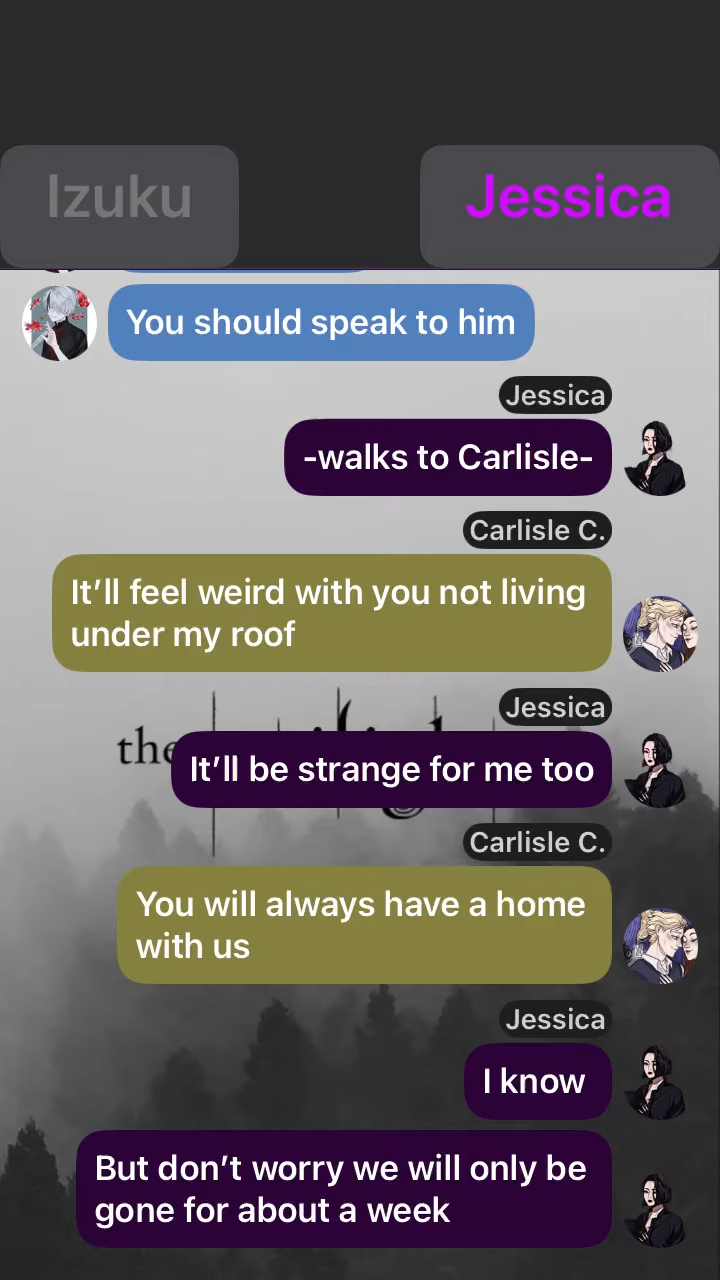 Izuku
Jessica
You should speak to him
Jessica
-walks to Carlisle-
Carlisle C.
It’ll feel weird with you not living
under my roof
Jessica
the
It’ll be strange for me too
Carlisle C.
You will always have a home
with us
Jessica
I know
But don’t worry we will only be
gone for about a week